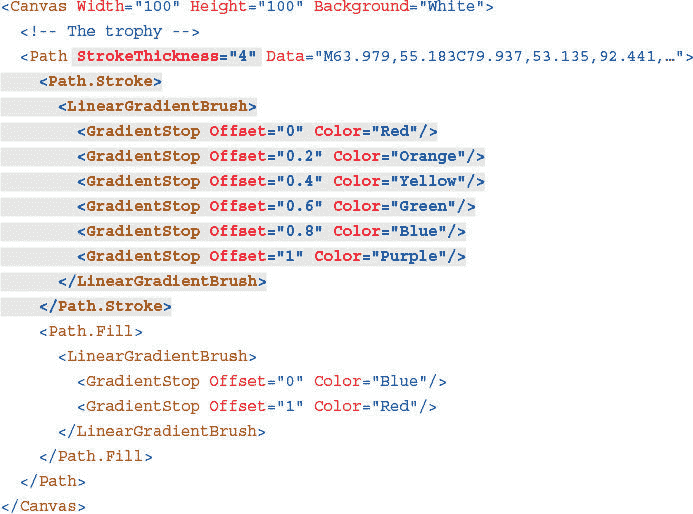 <Canvas Width="100" Height="100" Background="White">
<!-- The trophy -->
<Path StrokeThickness="4" Data="M63.979,55.183C79.937,53.135,92.441,…">
<Path.Stroke>
<LinearGradientBrush>
<GradientStop Offset="0" Color="Red"/>
<GradientStop Offset="0.2" Color="Orange"/>
<GradientStop Offset="0.4" Color="Yellow"/>
<GradientStop Offset="0.6" Color="Green"/>
<GradientStop Offset="0.8" Color="Blue"/>
<GradientStop Offset="1" Color="Purple"/>
</LinearGradientBrush>
</Path.Stroke>
<Path.Fill>
<LinearGradientBrush>
<GradientStop Offset="0" Color="Blue"/>
<GradientStop Offset="1" Color="Red"/>
</LinearGradientBrush>
</Path.Fill>
</Path>
</Canvas>